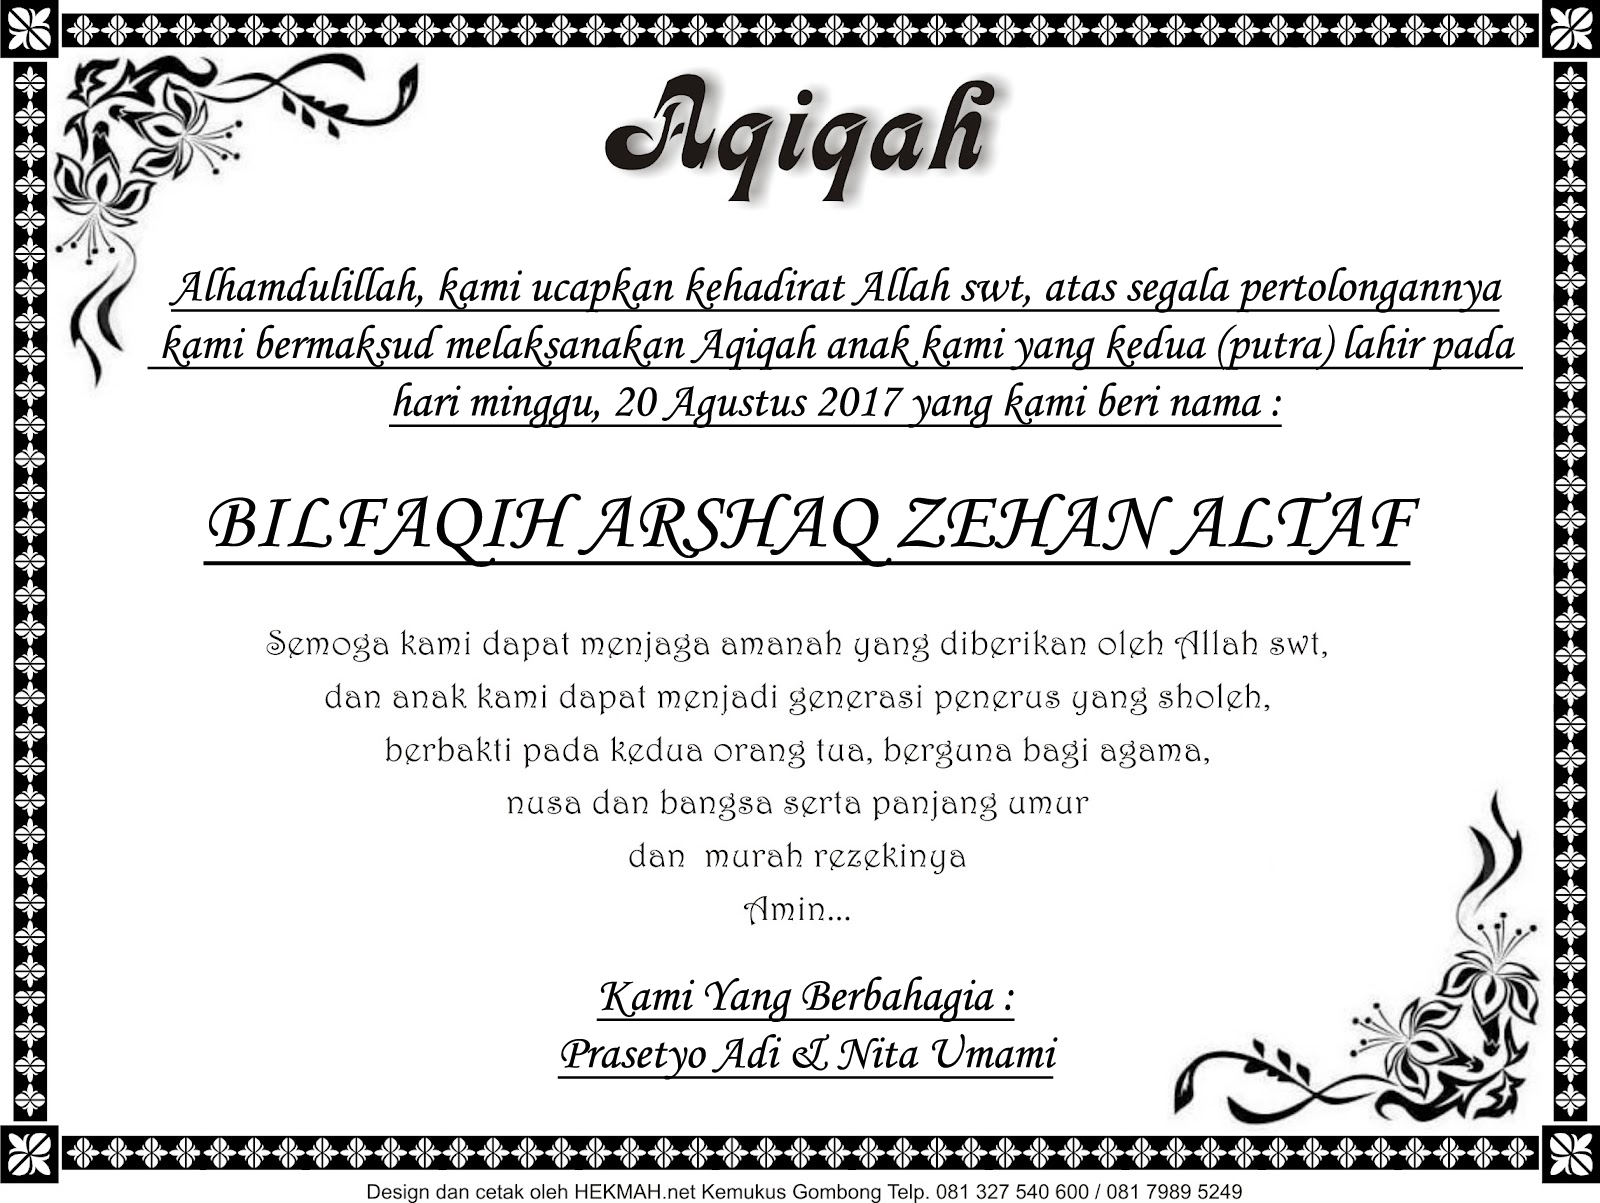 Aqiqah
Alhamdulillah, kami ucapkan kehadirat Allah swt, atas segala pertolongannya
kami bermaksud melaksanakan Aqiqah anak kami yang kedua (putra) lahir pada
hari minggu, 20 Agustus 2017 yang kami beri nama :
BILFAQIH ARSHAQ ZEHAN ALTAF
Semoga kami dapat menjaga amanah yang diberikan oleh Allah swt,
dan anak kami dapat menjadi generasi penerus yang sholeh,
berbakti pada kedua orang tua, berguna bagi agama,
nusa dan bangsa serta panjang umur
dan murah rezekinya
Amin...
Kami Yang Berbahagia :
Prasetyo Adi & Nita Umami
Design dan cetak oleh HEKMAH.net Kemukus Gombong Telp. 081 327 540 600 / 081 7989 5249